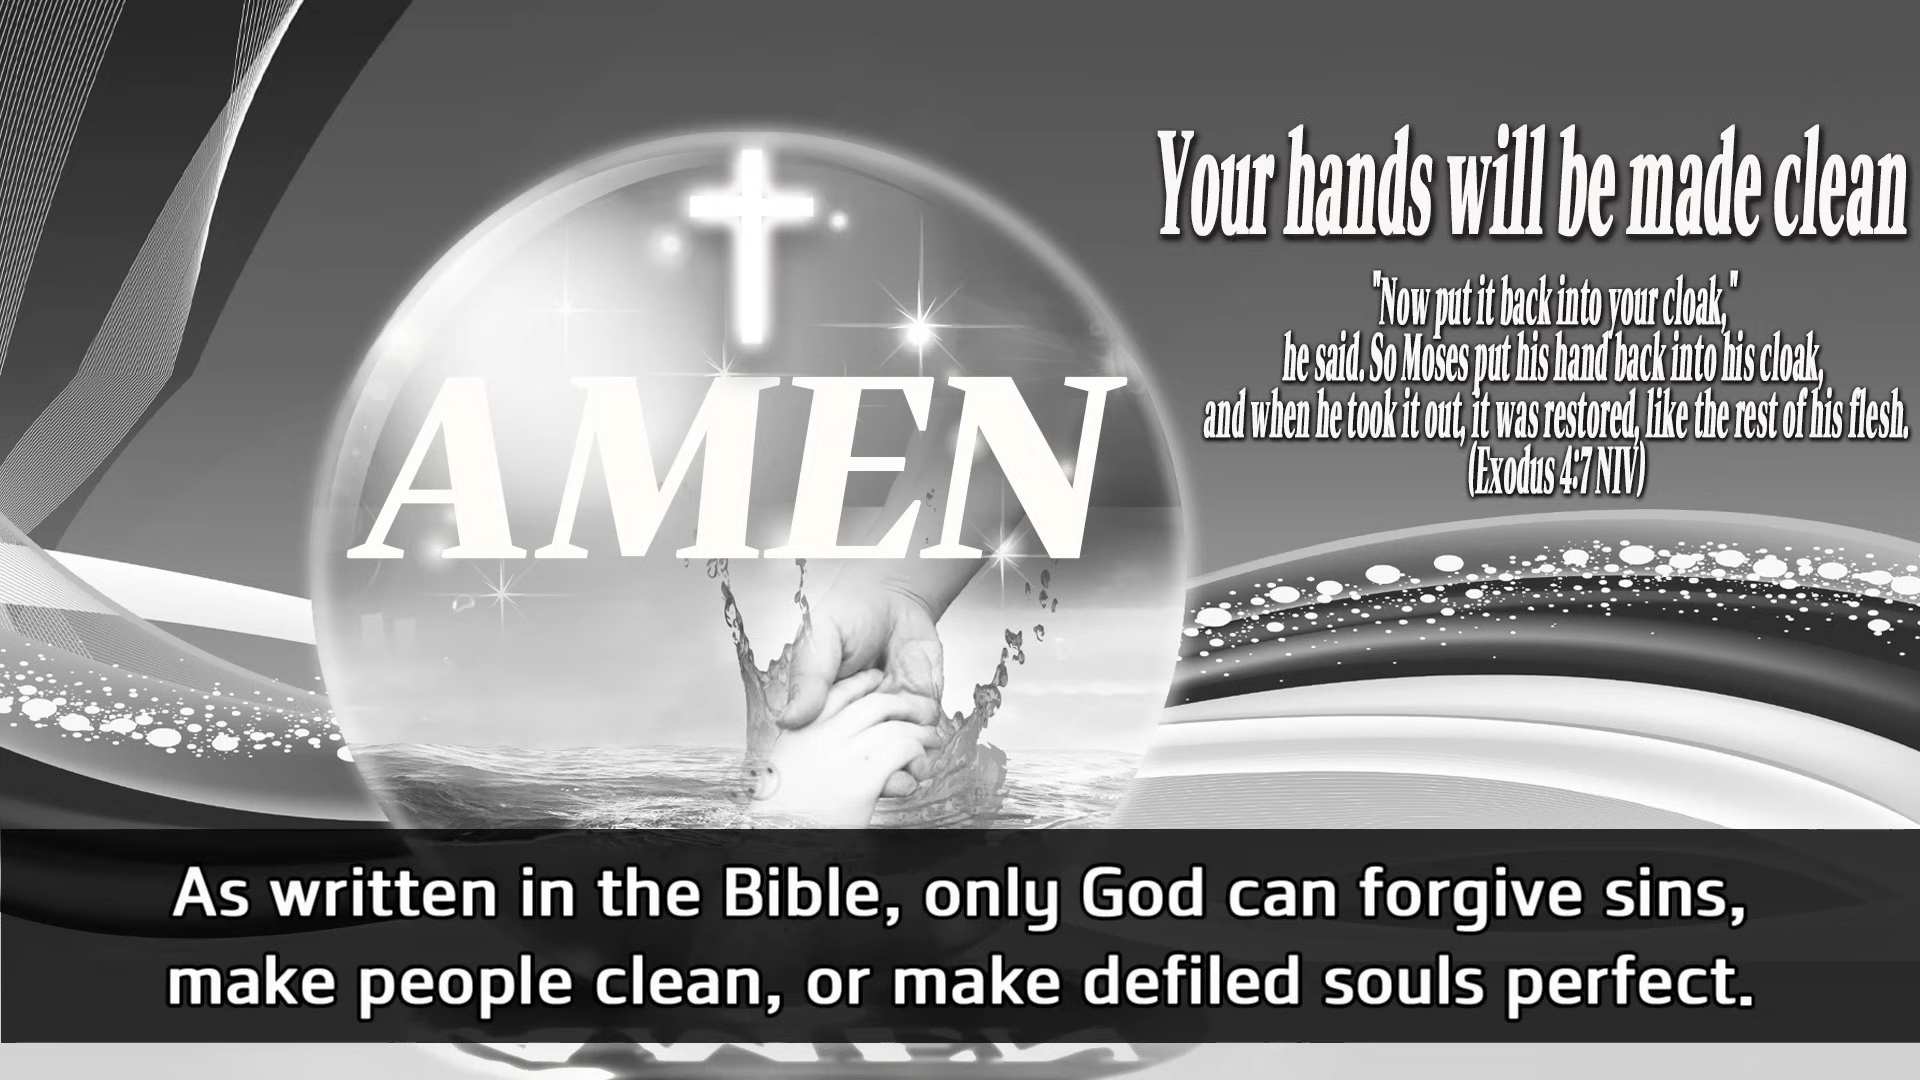 AMEN
Your hands will be made clean
"Now put it back into your cloak,"
he said. So Moses put his hand back into his cloak,
and when he took it out, it was restored, like the rest of his flesh.
(Exodus 4:7 NIV)
As written in the Bible, only God can forgive sins,
make people clean, or make defiled souls perfect.